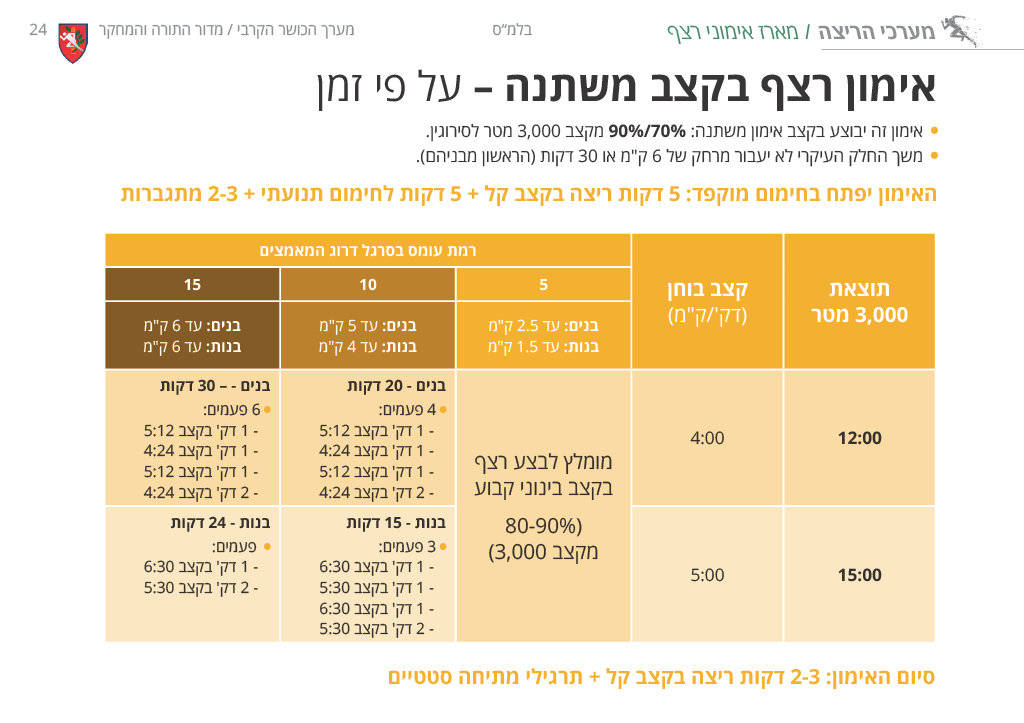 מערכי הריצה / מארז אימוני רצף
בלמ״ס
מערך הכושר הקרבי / מדור התורה והמחקר
24
אימון רצף בקצב משתנה – על פי זמן
• אימון זה יבוצע בקצב אימון משתנה: 90%/70% מקצב 3,000 מטר לסירוגין.
• משך החלק העיקרי לא יעבור מרחק של 6 ק"מ או 30 דקות (הראשון מבניהם).
האימון יפתח בחימום מוקפד: 5 דקות ריצה בקצב קל + 5 דקות לחימום תנועתי + 2-3 מתגברות
תוצאת
3,000 מטר
קצב בוחן
(דק'/ק"מ)
רמת עומס בסרגל דרוג המאמצים
5
10
15
בנים: עד 2.5 ק"מ
בנות: עד 1.5 ק"מ
בנים: עד 5 ק"מ
בנות: עד 4 ק"מ
בנים: עד 6 ק"מ
בנות: עד 6 ק"מ
12:00
4:00
מומלץ לבצע רצף
בקצב בינוני קבוע
(80-90%
מקצב 3,000)
בנים - 20 דקות
• 4 פעמים:
- 1 דק' בקצב 5:12
- 1 דק' בקצב 4:24
- 1 דק' בקצב 5:12
- 2 דק' בקצב 4:24
בנים - – 30 דקות
• 6 פעמים:
- 1 דק' בקצב 5:12
- 1 דק' בקצב 4:24
- 1 דק' בקצב 5:12
- 2 דק' בקצב 4:24
15:00
5:00
בנות - 15 דקות
• 3 פעמים:
- 1 דק' בקצב 6:30
- 1 דק' בקצב 5:30
- 1 דק' בקצב 6:30
- 2 דק' בקצב 5:30
בנות - 24 דקות
• פעמים:
- 1 דק' בקצב 6:30
- 2 דק' בקצב 5:30
סיום האימון: 2-3 דקות ריצה בקצב קל + תרגילי מתיחה סטטיים